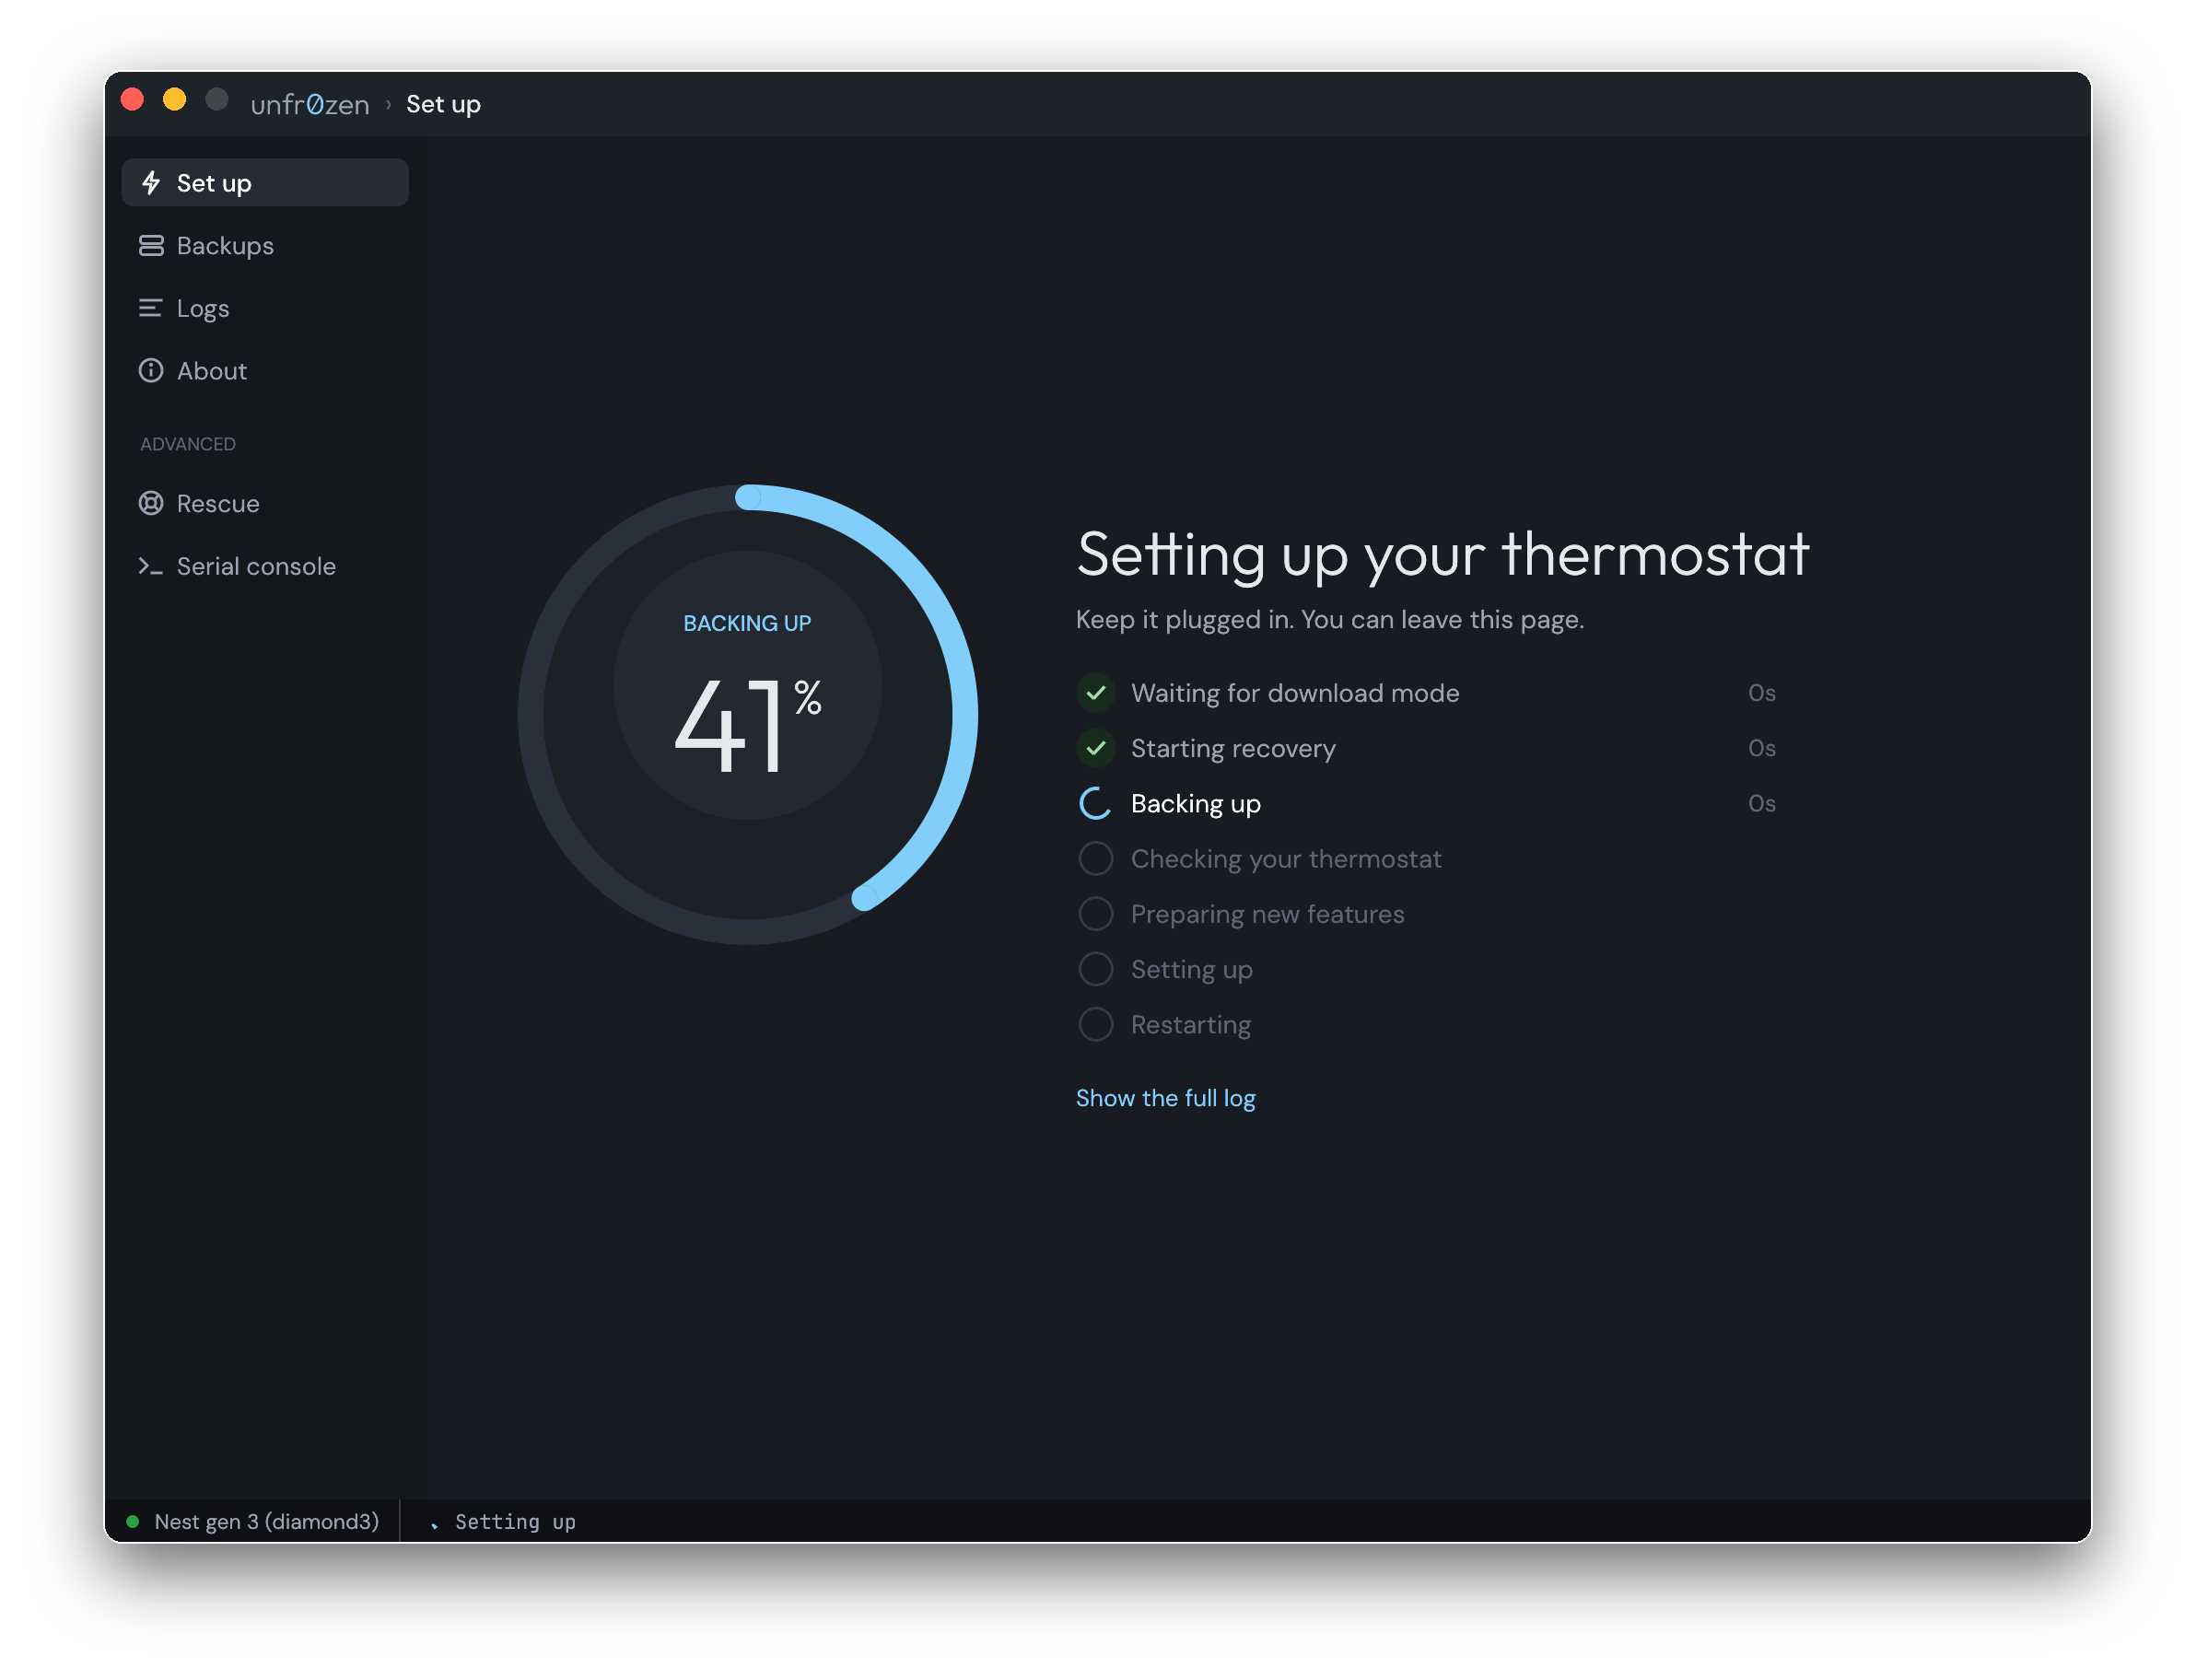 unfr0zen › Set up
Set up
Backups
Logs
About
ADVANCED
Rescue
Serial console
BACKING UP
41%
Setting up your thermostat
Keep it plugged in. You can leave this page.
Waiting for download mode 0s
Starting recovery 0s
Backing up 0s
Checking your thermostat
Preparing new features
Setting up
Restarting
Show the full log
Nest gen 3 (diamond3)
Setting up